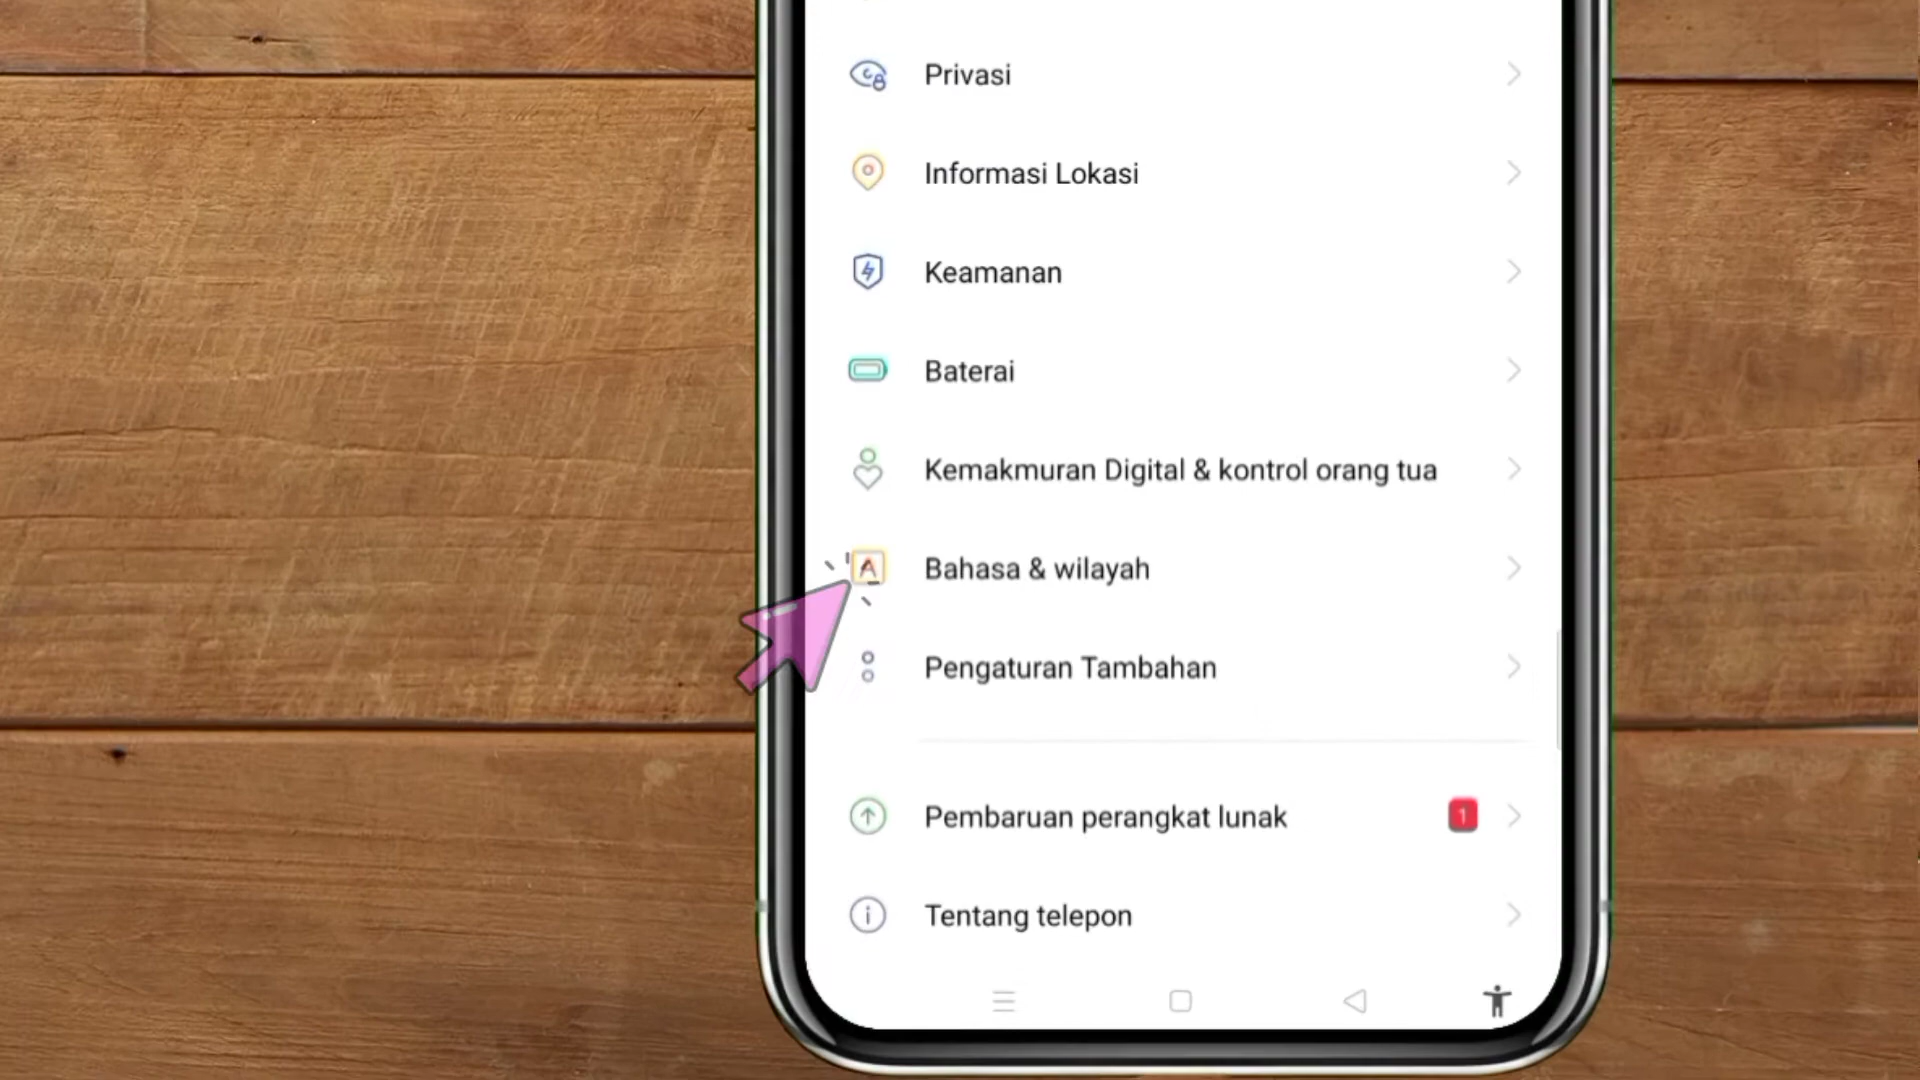 Privasi
Informasi Lokasi
Keamanan
Baterai
Kemakmuran Digital & kontrol orang tua
A Bahasa & wilayah
Pengaturan Tambahan
Pembaruan perangkat lunak 1
Tentang telepon